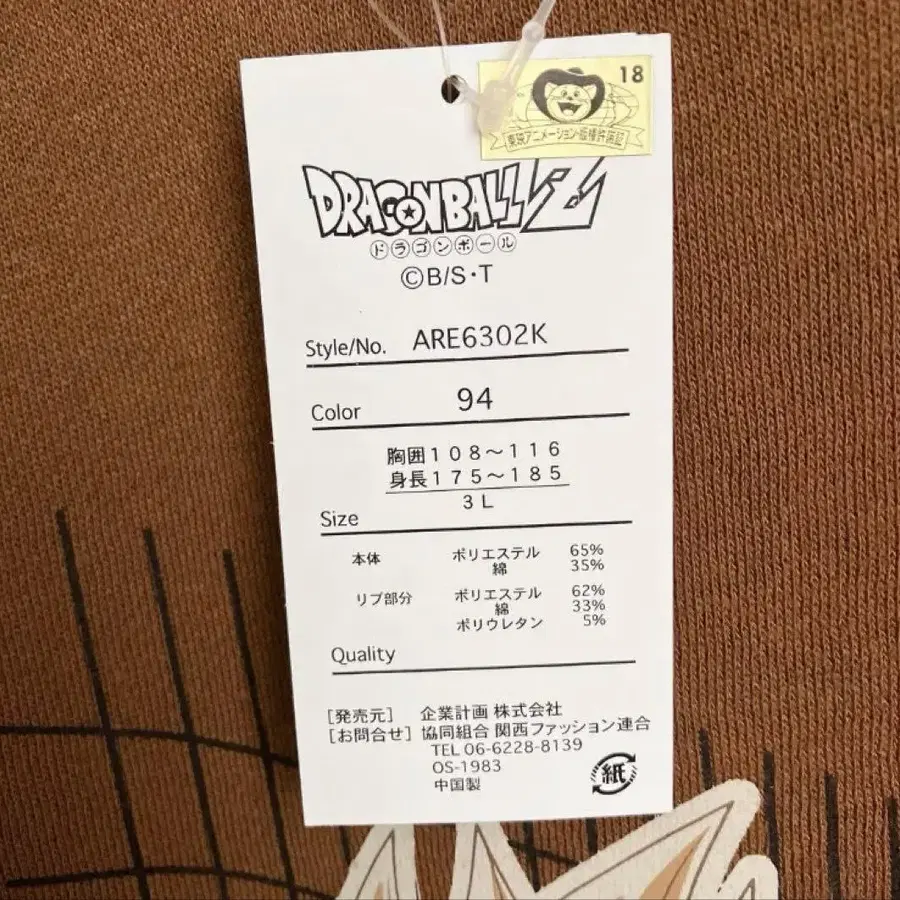 18
東映アニメーション・版権許諾証
DRAGONBALL Z
ドラゴンボール
©B/S・T
Style/No. ARE6302K
Color 94
胸囲108〜116
身長175〜185
3L
Size
本体 ポリエステル 65%
綿 35%
リブ部分 ポリエステル 62%
綿 33%
ポリウレタン 5%
Quality
[発売元] 企業計画 株式会社
[お問合せ] 協同組合 関西ファッション連合
TEL 06-6228-8139
OS-1983
中国製
紙